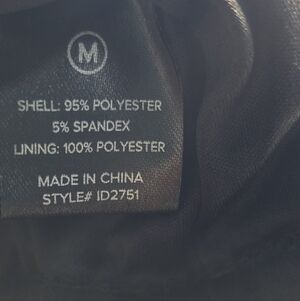 M
SHELL: 95% POLYESTER
5% SPANDEX
LINING: 100% POLYESTER
MADE IN CHINA
STYLE# ID2751